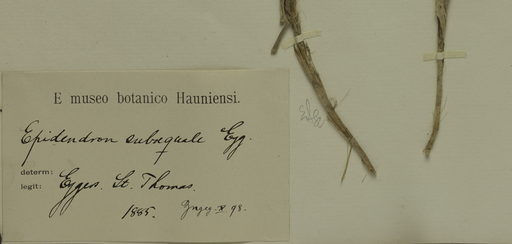 E museo botanico Hauniensi.
Epidendron subæquale Egg.
determ:
legit: Eggers. St. Thomas.
1885.